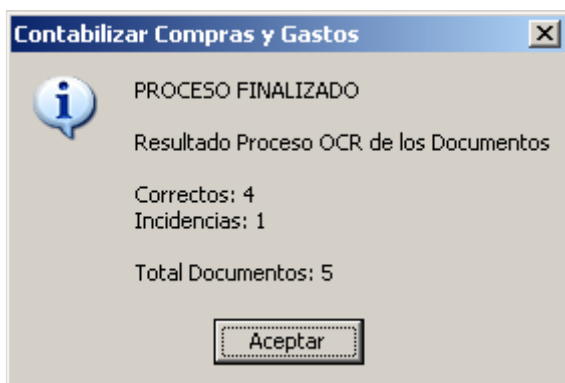 Contabilizar Compras y Gastos
PROCESO FINALIZADO
Resultado Proceso OCR de los Documentos
Correctos: 4
Incidencias: 1
Total Documentos: 5
Aceptar